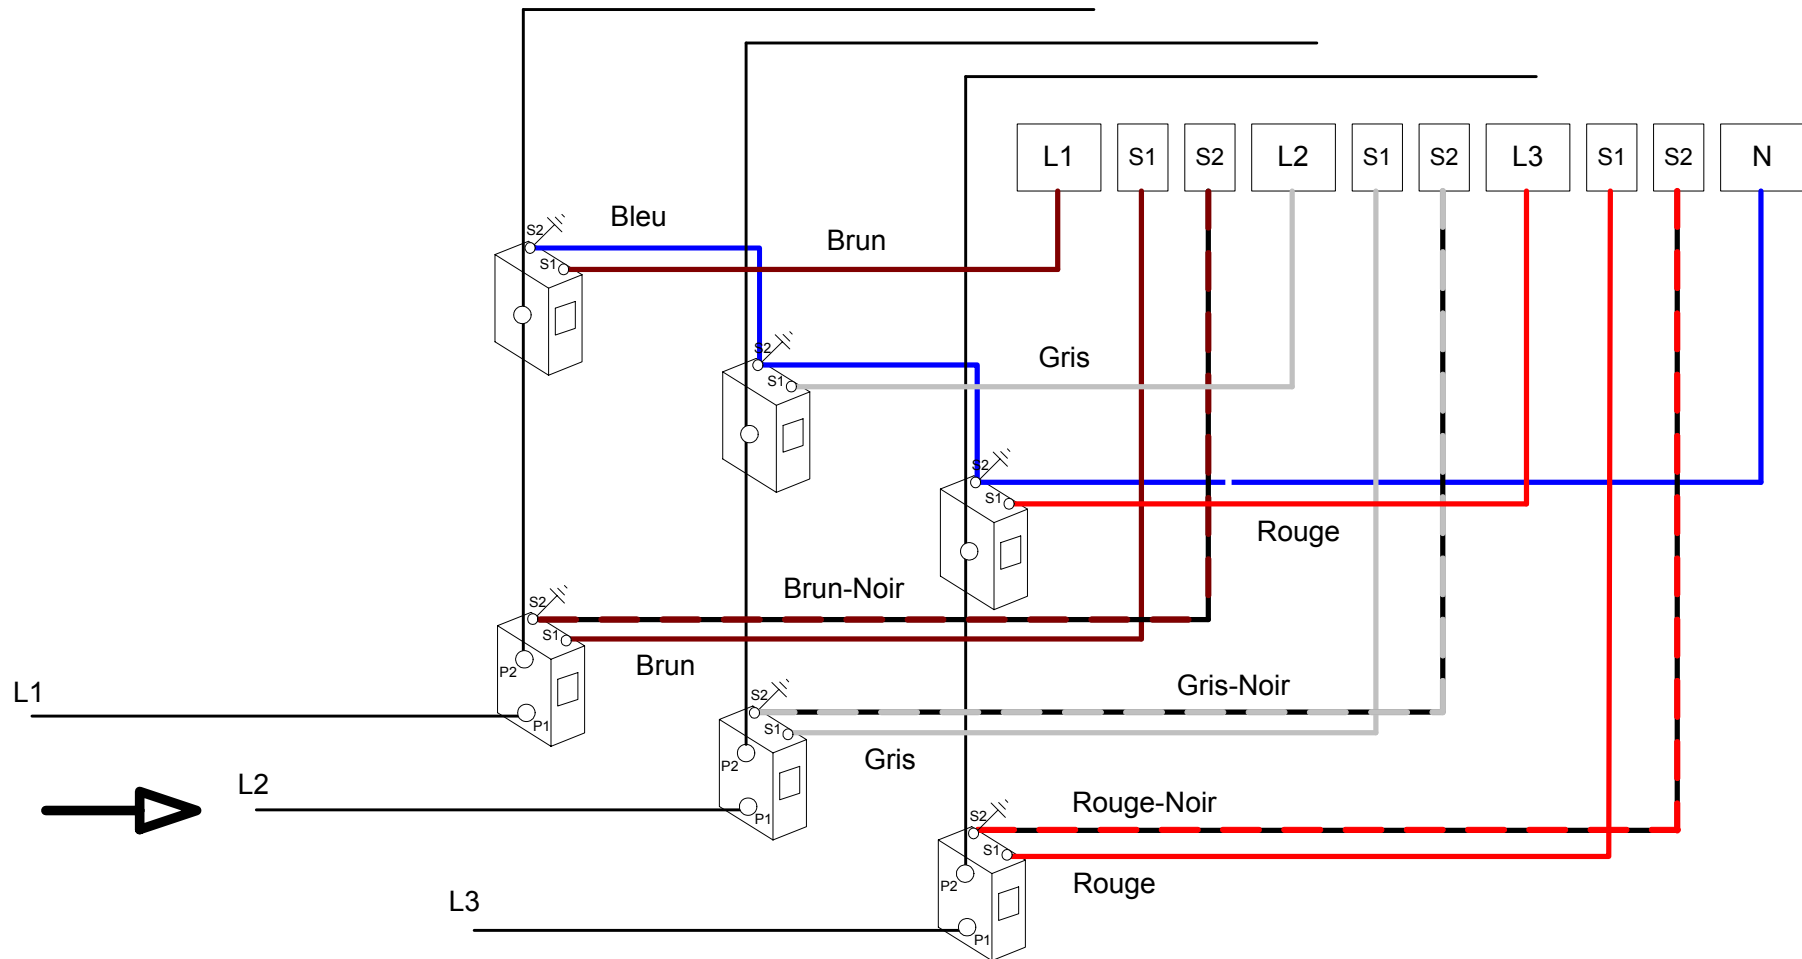 L1 S1 S2 L2 S1 S2 L3 S1 S2 N
Bleu
S2
Brun
S1
S2
Gris
S1
S2
S1
Rouge
Brun-Noir
S2
S1
Brun
P2
L1
P1
Gris-Noir
S2
S1
Gris
P2
L2
P1
Rouge-Noir
S2
S1
Rouge
P2
L3
P1